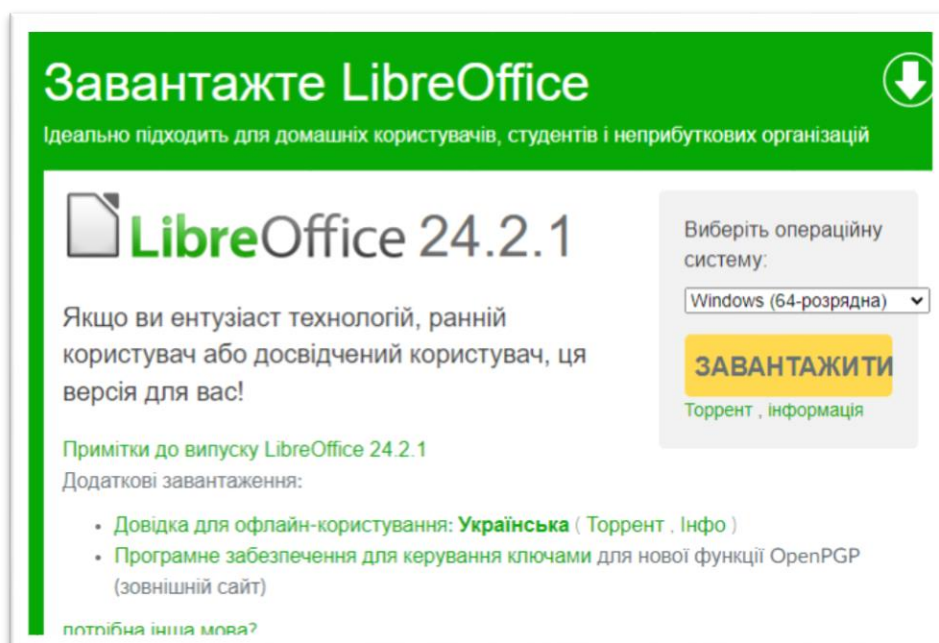 Завантажте LibreOffice
Ідеально підходить для домашніх користувачів, студентів і неприбуткових організацій
LibreOffice 24.2.1
Якщо ви ентузіаст технологій, ранній
користувач або досвідчений користувач, ця
версія для вас!
Примітки до випуску LibreOffice 24.2.1
Додаткові завантаження:
• Довідка для офлайн-користування: Українська ( Торрент , Інфо )
• Програмне забезпечення для керування ключами для нової функції OpenPGP
(зовнішній сайт)
потрібна інша мова?
Виберіть операційну
систему:
Windows (64-розрядна)
ЗАВАНТАЖИТИ
Торрент , інформація